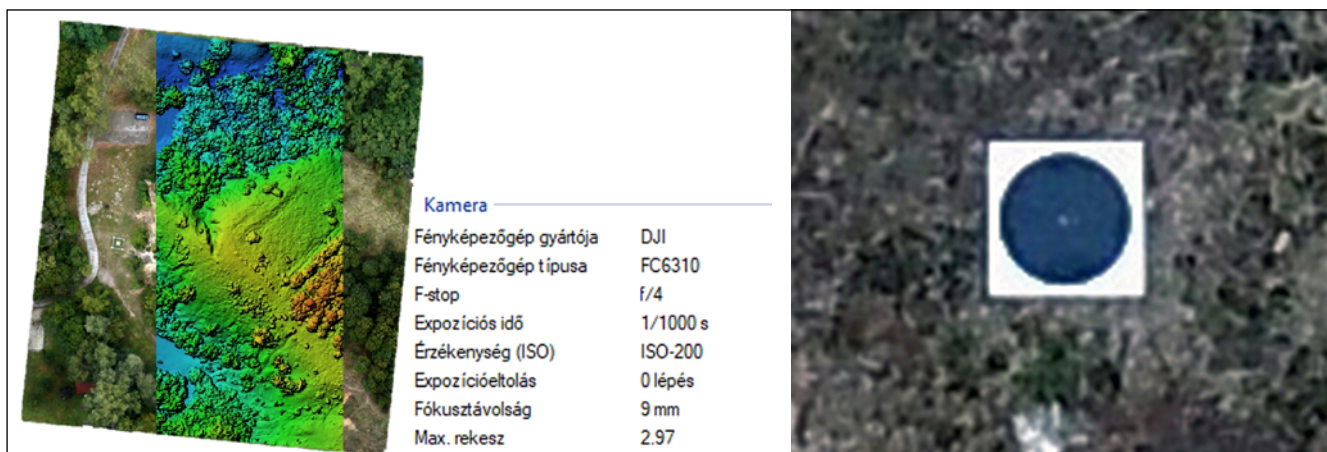 Kamera
Fényképezőgép gyártója DJI
Fényképezőgép típusa FC6310
F-stop f/4
Expozíciós idő 1/1000 s
Érzékenység (ISO) ISO-200
Expozícióeltolás 0 lépés
Fókusztávolság 9 mm
Max. rekesz 2.97